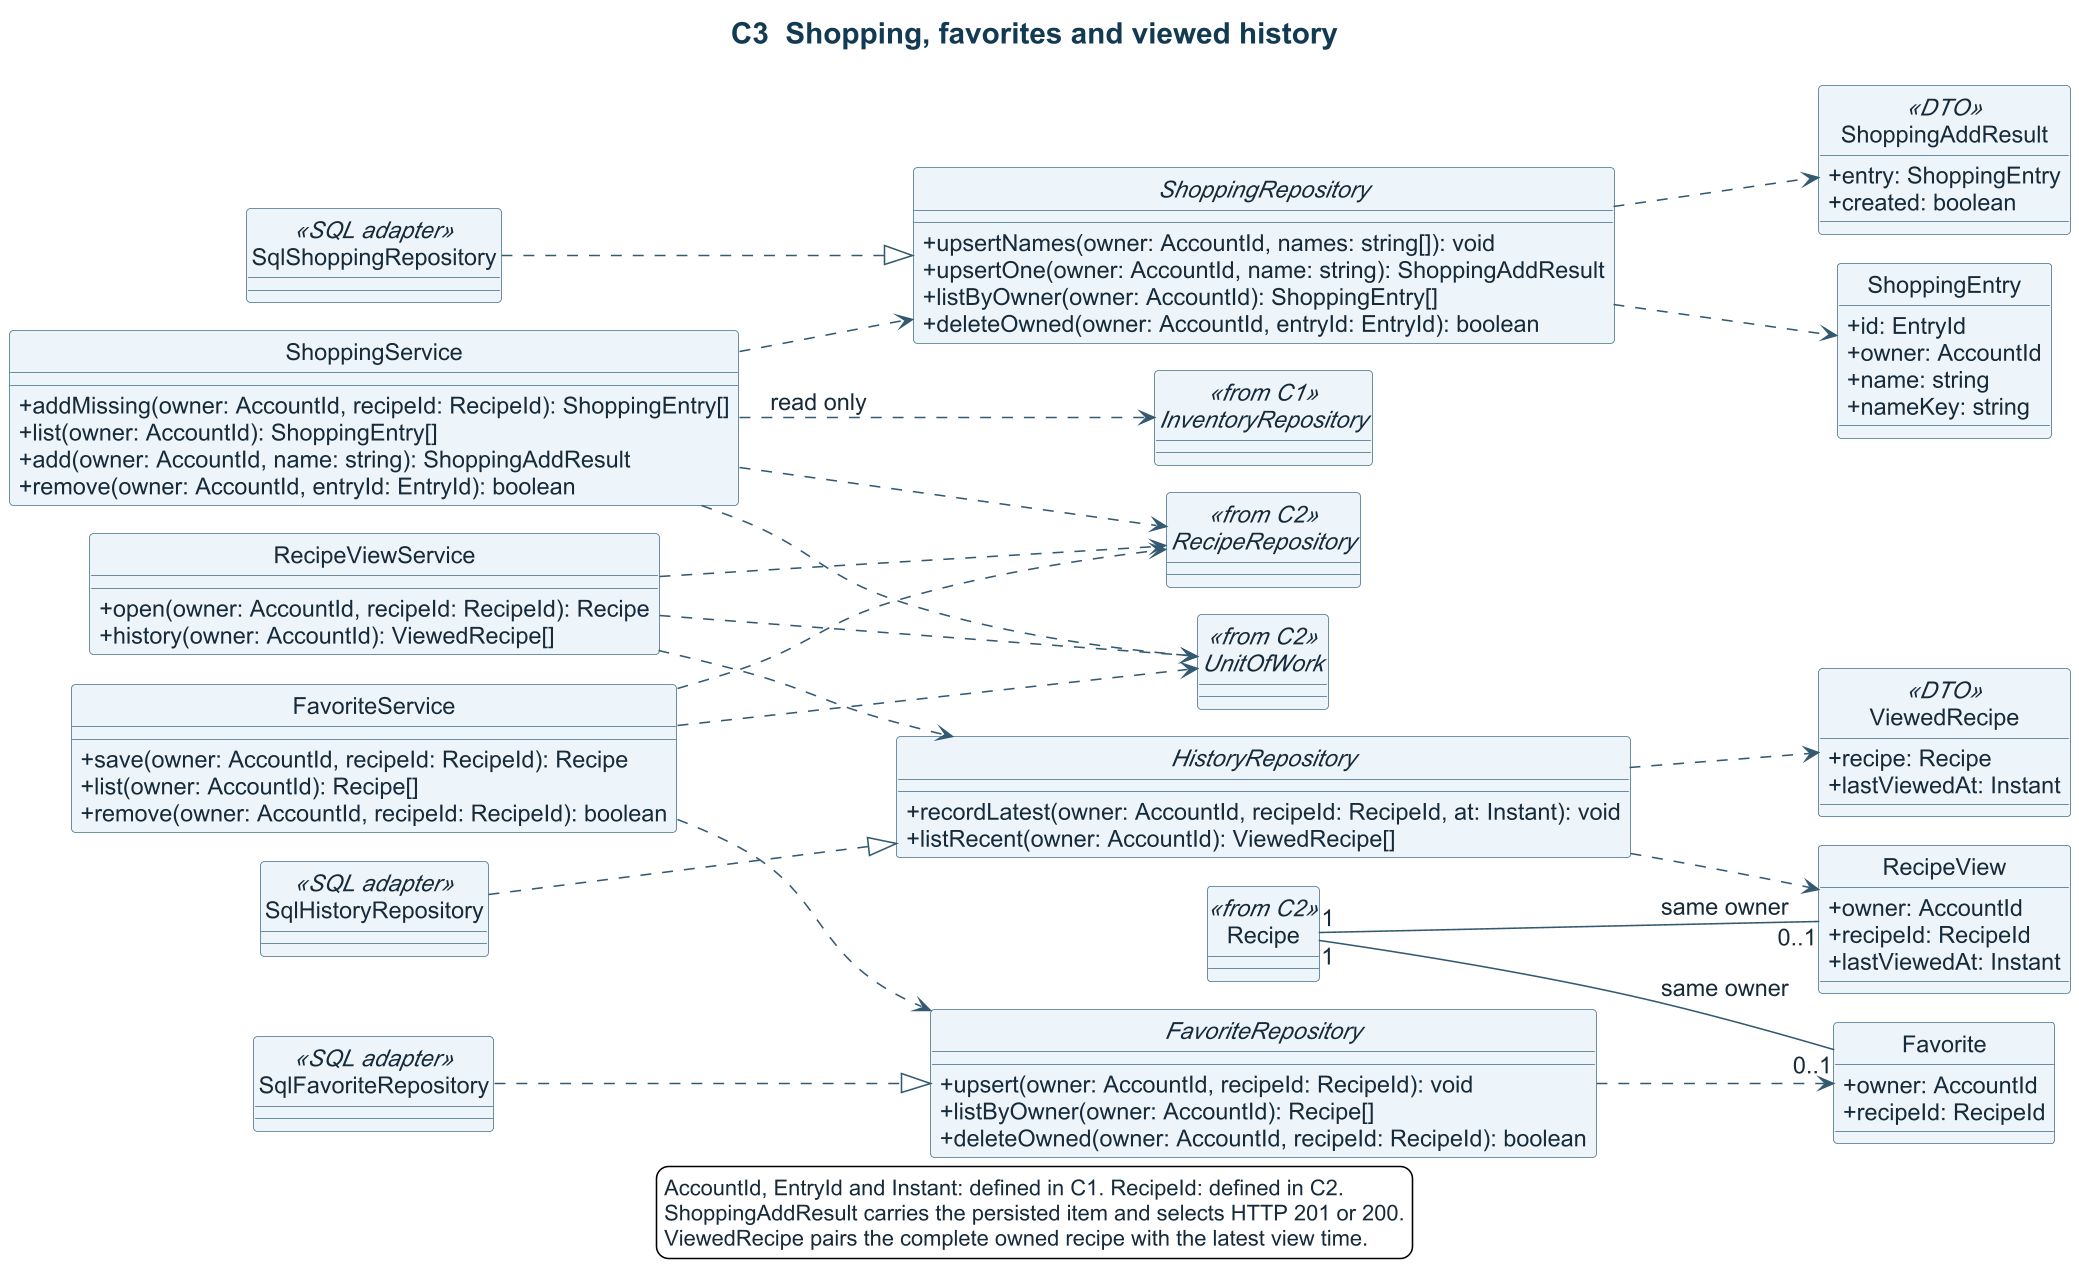 C3  Shopping, favorites and viewed history
«DTO»
ShoppingAddResult
+entry: ShoppingEntry
+created: boolean
ShoppingRepository
+upsertNames(owner: AccountId, names: string[]): void
+upsertOne(owner: AccountId, name: string): ShoppingAddResult
+listByOwner(owner: AccountId): ShoppingEntry[]
+deleteOwned(owner: AccountId, entryId: EntryId): boolean
«SQL adapter»
SqlShoppingRepository
ShoppingEntry
+id: EntryId
+owner: AccountId
+name: string
+nameKey: string
ShoppingService
+addMissing(owner: AccountId, recipeId: RecipeId): ShoppingEntry[]
+list(owner: AccountId): ShoppingEntry[]
+add(owner: AccountId, name: string): ShoppingAddResult
+remove(owner: AccountId, entryId: EntryId): boolean
read only
«from C1»
InventoryRepository
«from C2»
RecipeRepository
RecipeViewService
+open(owner: AccountId, recipeId: RecipeId): Recipe
+history(owner: AccountId): ViewedRecipe[]
«from C2»
UnitOfWork
FavoriteService
+save(owner: AccountId, recipeId: RecipeId): Recipe
+list(owner: AccountId): Recipe[]
+remove(owner: AccountId, recipeId: RecipeId): boolean
«DTO»
ViewedRecipe
+recipe: Recipe
+lastViewedAt: Instant
HistoryRepository
+recordLatest(owner: AccountId, recipeId: RecipeId, at: Instant): void
+listRecent(owner: AccountId): ViewedRecipe[]
«SQL adapter»
SqlHistoryRepository
«from C2»
Recipe
1
1
same owner
0..1
same owner
0..1
RecipeView
+owner: AccountId
+recipeId: RecipeId
+lastViewedAt: Instant
«SQL adapter»
SqlFavoriteRepository
FavoriteRepository
+upsert(owner: AccountId, recipeId: RecipeId): void
+listByOwner(owner: AccountId): Recipe[]
+deleteOwned(owner: AccountId, recipeId: RecipeId): boolean
Favorite
+owner: AccountId
+recipeId: RecipeId
AccountId, EntryId and Instant: defined in C1. RecipeId: defined in C2.
ShoppingAddResult carries the persisted item and selects HTTP 201 or 200.
ViewedRecipe pairs the complete owned recipe with the latest view time.